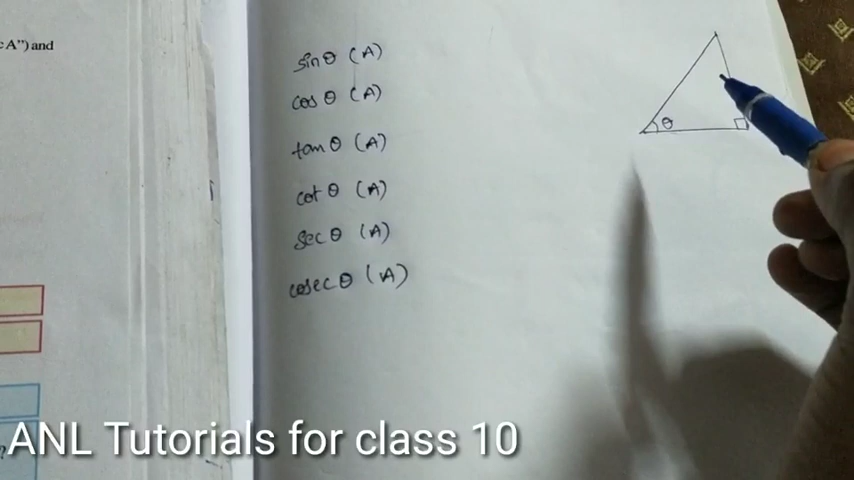 c A") and
sinθ (A)
cosθ (A)
tanθ (A)
cotθ (A)
secθ (A)
cosecθ (A)
θ
ANL Tutorials for class 10